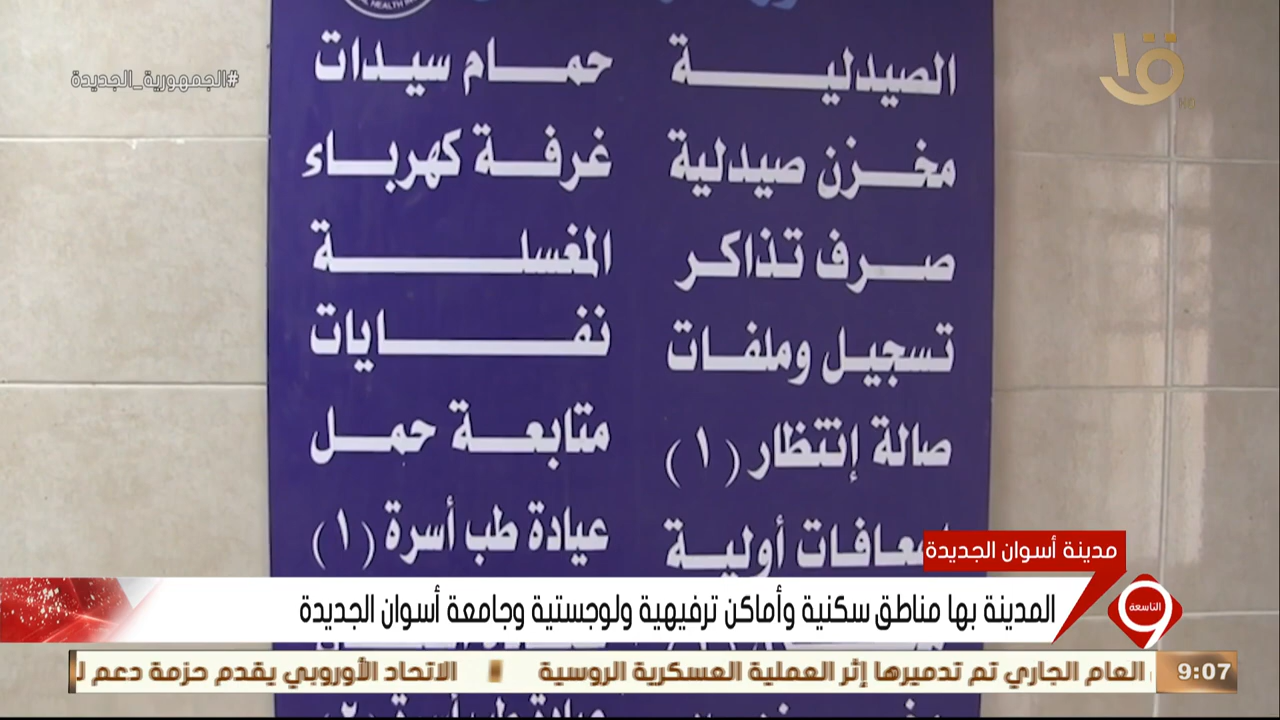 #الجمهورية_الجديدة
الصيدلية
مخزن صيدلية
صرف تذاكر
تسجيل وملفات
صالة إنتظار (١)
أولية
حمام سيدات
غرفة كهرباء
المغسلة
نفايات
متابعة حمل
عيادة طب أسرة (١)
مدينة أسوان الجديدة
التاسعة
المدينة بها مناطق سكنية وأماكن ترفيهية ولوجستية وجامعة أسوان الجديدة
9:07
العام الجاري تم تدميرها إثر العملية العسكرية الروسية
الاتحاد الأوروبي يقدم حزمة دعم